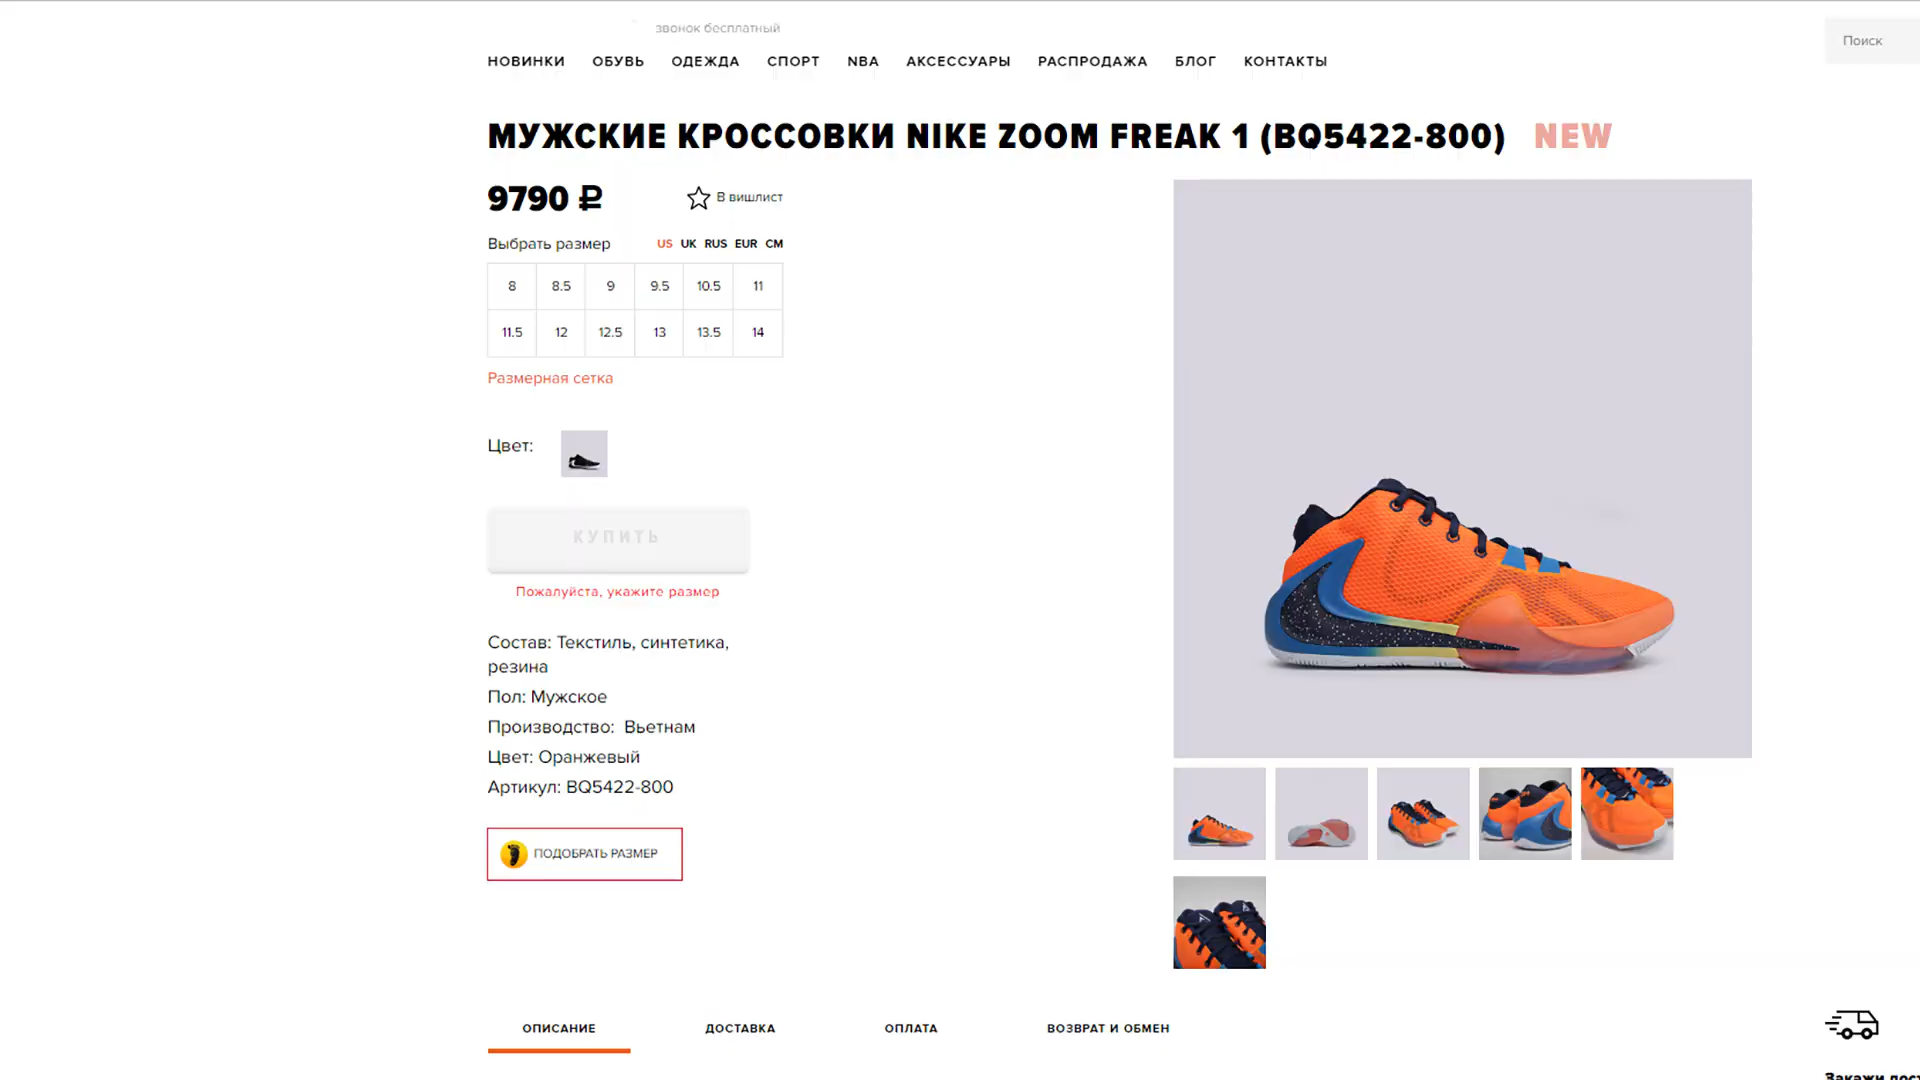 звонок бесплатный
Поиск
НОВИНКИ ОБУВЬ ОДЕЖДА СПОРТ NBA АКСЕССУАРЫ РАСПРОДАЖА БЛОГ КОНТАКТЫ
МУЖСКИЕ КРОССОВКИ NIKE ZOOM FREAK 1 (BQ5422-800) NEW
9790 ₽ В вишлист
Выбрать размер US UK RUS EUR CM
8 8.5 9 9.5 10.5 11
11.5 12 12.5 13 13.5 14
Размерная сетка
Цвет:
КУПИТЬ
Пожалуйста, укажите размер
Состав: Текстиль, синтетика,
резина
Пол: Мужское
Производство: Вьетнам
Цвет: Оранжевый
Артикул: BQ5422-800
ПОДОБРАТЬ РАЗМЕР
ОПИСАНИЕ ДОСТАВКА ОПЛАТА ВОЗВРАТ И ОБМЕН